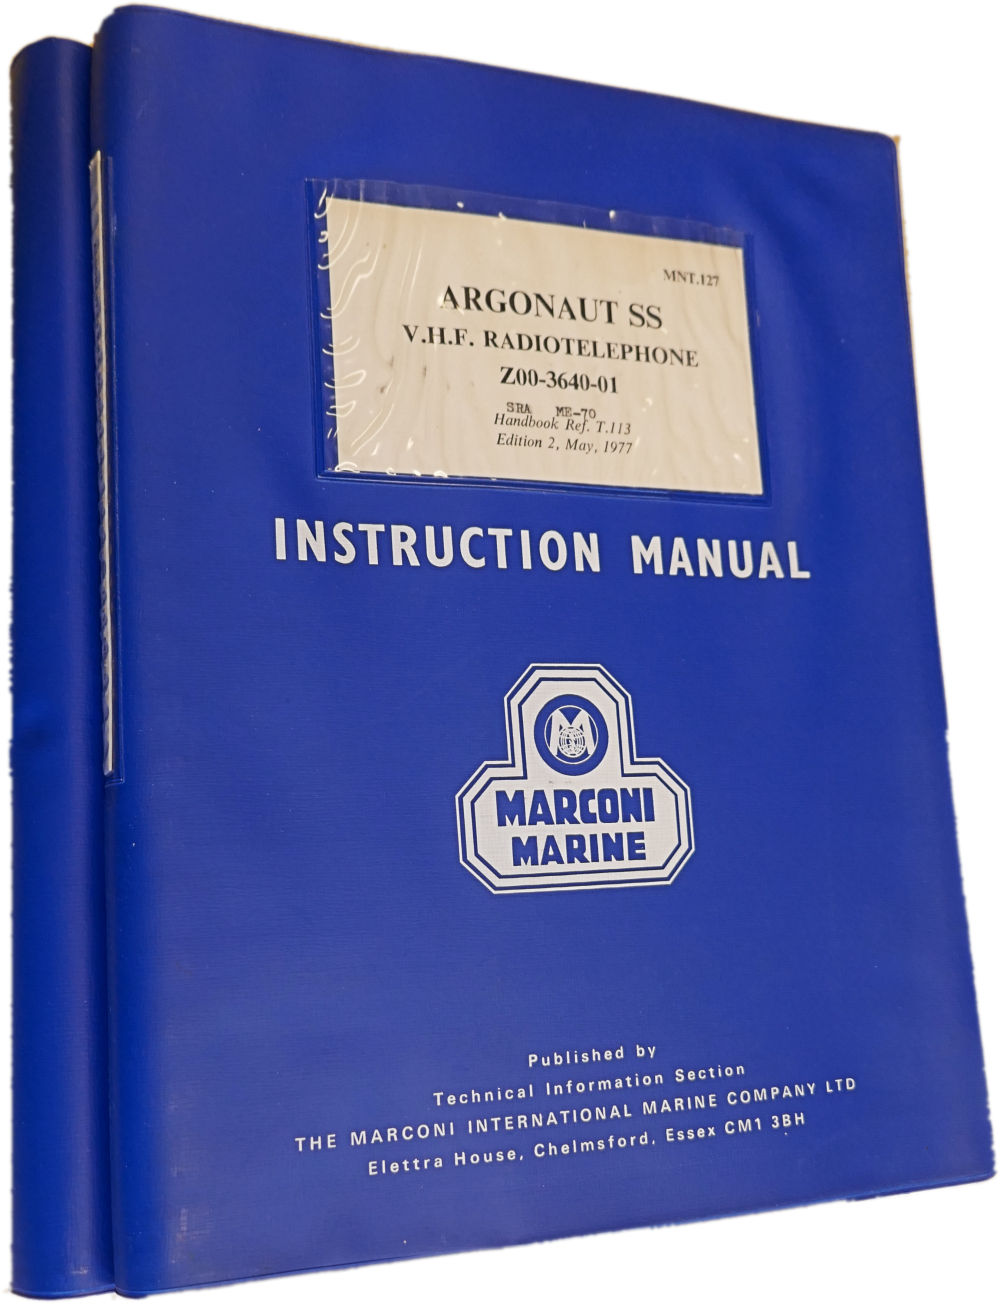 MNT.127
ARGONAUT SS
V.H.F. RADIOTELEPHONE
Z00-3640-01
SRA ME-70
Handbook Ref. T.113
Edition 2, May, 1977
INSTRUCTION MANUAL
M
MARCONI
MARINE
Published by
Technical Information Section
THE MARCONI INTERNATIONAL MARINE COMPANY LTD
Elettra House, Chelmsford, Essex CM1 3BH